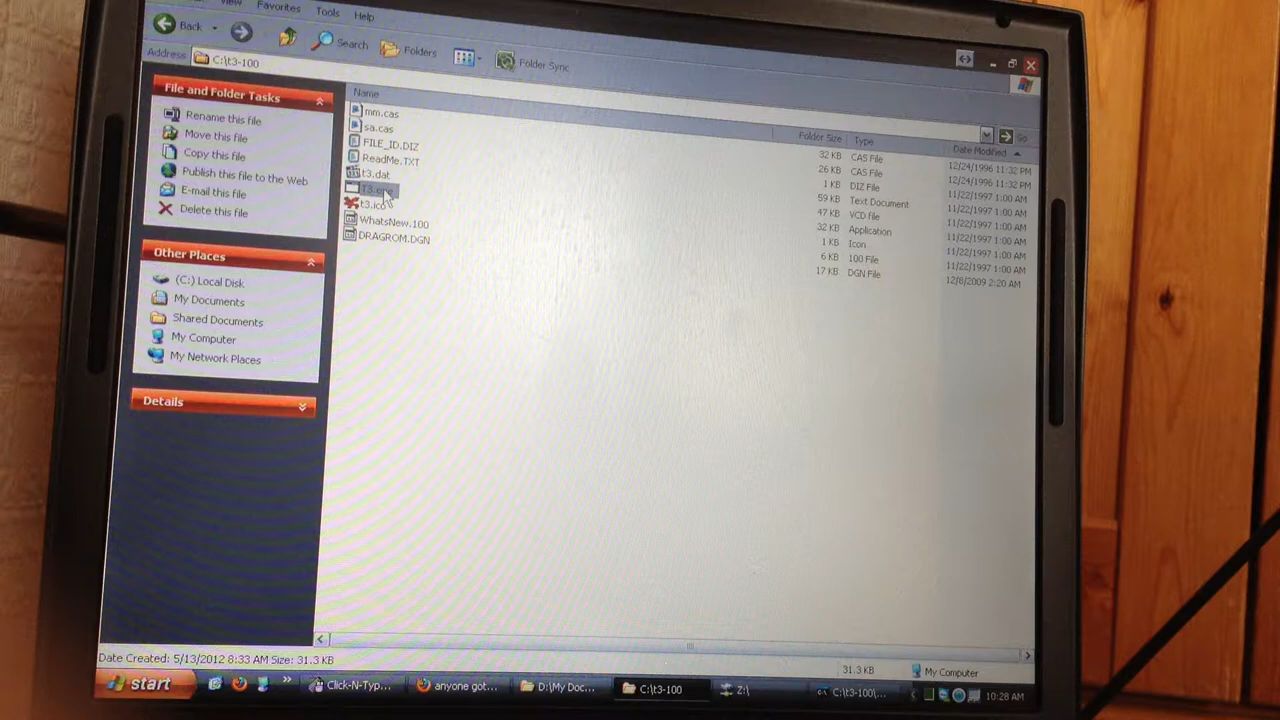 View Favorites Tools Help
Back Search Folders Folder Sync
Address C:\t3-100 Go
File and Folder Tasks
Rename this file
Move this file
Copy this file
Publish this file to the Web
E-mail this file
Delete this file
Other Places
(C:) Local Disk
My Documents
Shared Documents
My Computer
My Network Places
Details
Name Folder Size Type Date Modified
mm.cas 32 KB CAS File 12/24/1996 11:32 PM
sa.cas 26 KB CAS File 12/24/1996 11:32 PM
FILE_ID.DIZ 1 KB DIZ File 11/22/1997 1:00 AM
ReadMe.TXT 59 KB Text Document 11/22/1997 1:00 AM
t3.dat 47 KB VCD file 11/22/1997 1:00 AM
T3.exe 32 KB Application 11/22/1997 1:00 AM
t3.ico 1 KB Icon 11/22/1997 1:00 AM
WhatsNew.100 6 KB 100 File 11/22/1997 1:00 AM
DRAGROM.DGN 17 KB DGN File 12/8/2009 2:20 AM
Date Created: 5/13/2012 8:33 AM Size: 31.3 KB 31.3 KB My Computer
start Click-N-Typ... anyone got... D:\My Doc... C:\t3-100 Z:\ C:\t3-100\... 10:28 AM